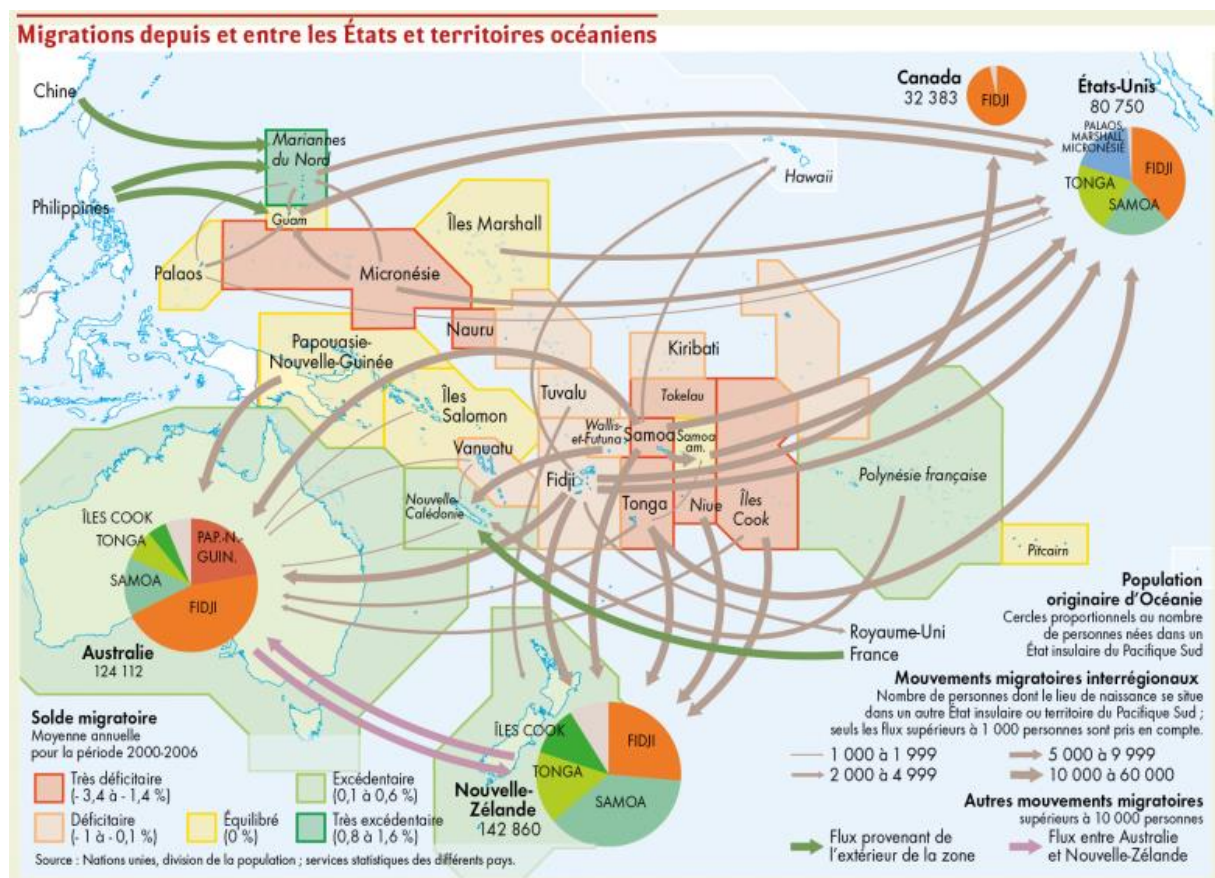 Migrations depuis et entre les États et territoires océaniens
Chine
Philippines
Mariannes
du Nord
Guam
Palaos
Micronésie
Îles Marshall
Hawaii
Canada
32 383
FIDJI
États-Unis
80 750
PALAOS,
MARSHALL,
MICRONÉSIE
FIDJI
TONGA
SAMOA
Nauru
Kiribati
Papouasie-
Nouvelle-Guinée
Îles
Salomon
Tuvalu
Tokelau
Wallis-
et-Futuna
Samoa
Samoa
am.
Vanuatu
Fidji
Nouvelle-
Calédonie
Tonga
Niue
Îles
Cook
Polynésie française
Pitcairn
ÎLES COOK
TONGA
SAMOA
PAP.-N.-
GUIN.
FIDJI
Australie
124 112
Royaume-Uni
France
ÎLES COOK
TONGA
FIDJI
SAMOA
Nouvelle-
Zélande
142 860
Population
originaire d'Océanie
Cercles proportionnels au nombre
de personnes nées dans un
État insulaire du Pacifique Sud
Mouvements migratoires interrégionaux
Nombre de personnes dont le lieu de naissance se situe
dans un autre État insulaire ou territoire du Pacifique Sud ;
seuls les flux supérieurs à 1 000 personnes sont pris en compte.
1 000 à 1 999
2 000 à 4 999
5 000 à 9 999
10 000 à 60 000
Autres mouvements migratoires
supérieurs à 10 000 personnes
Flux provenant de
l'extérieur de la zone
Flux entre Australie
et Nouvelle-Zélande
Solde migratoire
Moyenne annuelle
pour la période 2000-2006
Très déficitaire
(- 3,4 à - 1,4 %)
Déficitaire
(- 1 à - 0,1 %)
Équilibré
(0 %)
Excédentaire
(0,1 à 0,6 %)
Très excédentaire
(0,8 à 1,6 %)
Source : Nations unies, division de la population ; services statistiques des différents pays.